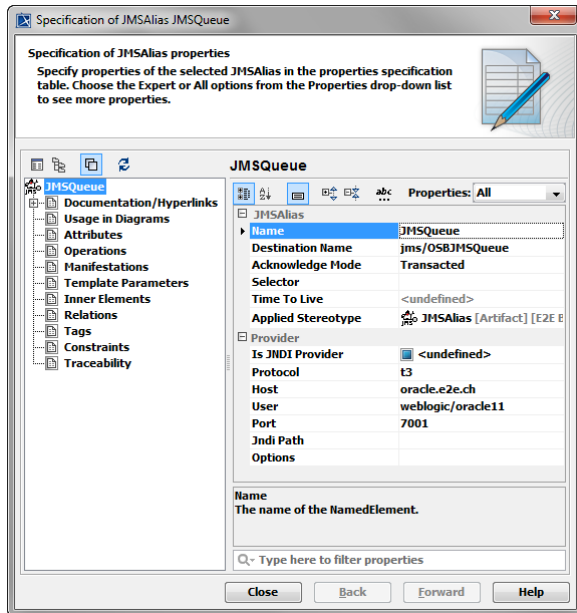 Specification of JMSAlias JMSQueue
Specification of JMSAlias properties
Specify properties of the selected JMSAlias in the properties specification
table. Choose the Expert or All options from the Properties drop-down list
to see more properties.
JMSQueue
Documentation/Hyperlinks
Usage in Diagrams
Attributes
Operations
Manifestations
Template Parameters
Inner Elements
Relations
Tags
Constraints
Traceability
JMSQueue
abc Properties: All
JMSAlias
Name JMSQueue
Destination Name jms/OSBJMSQueue
Acknowledge Mode Transacted
Selector
Time To Live <undefined>
Applied Stereotype JMSAlias [Artifact] [E2E B
Provider
Is JNDI Provider <undefined>
Protocol t3
Host oracle.e2e.ch
User weblogic/oracle11
Port 7001
Jndi Path
Options
Name
The name of the NamedElement.
Type here to filter properties
Close Back Forward Help